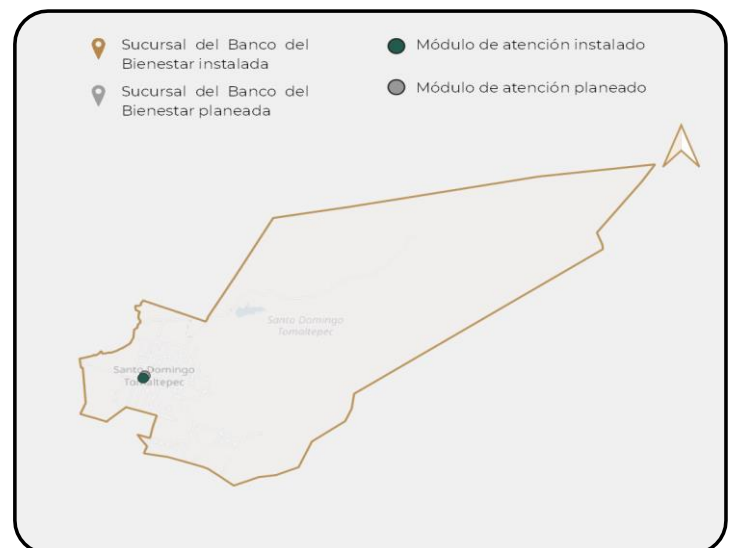 Sucursal del Banco del
Bienestar instalada
Sucursal del Banco del
Bienestar planeada
Módulo de atención instalado
Módulo de atención planeado
Santo Domingo
Tomaltepec
Santo Domingo
Tomaltepec